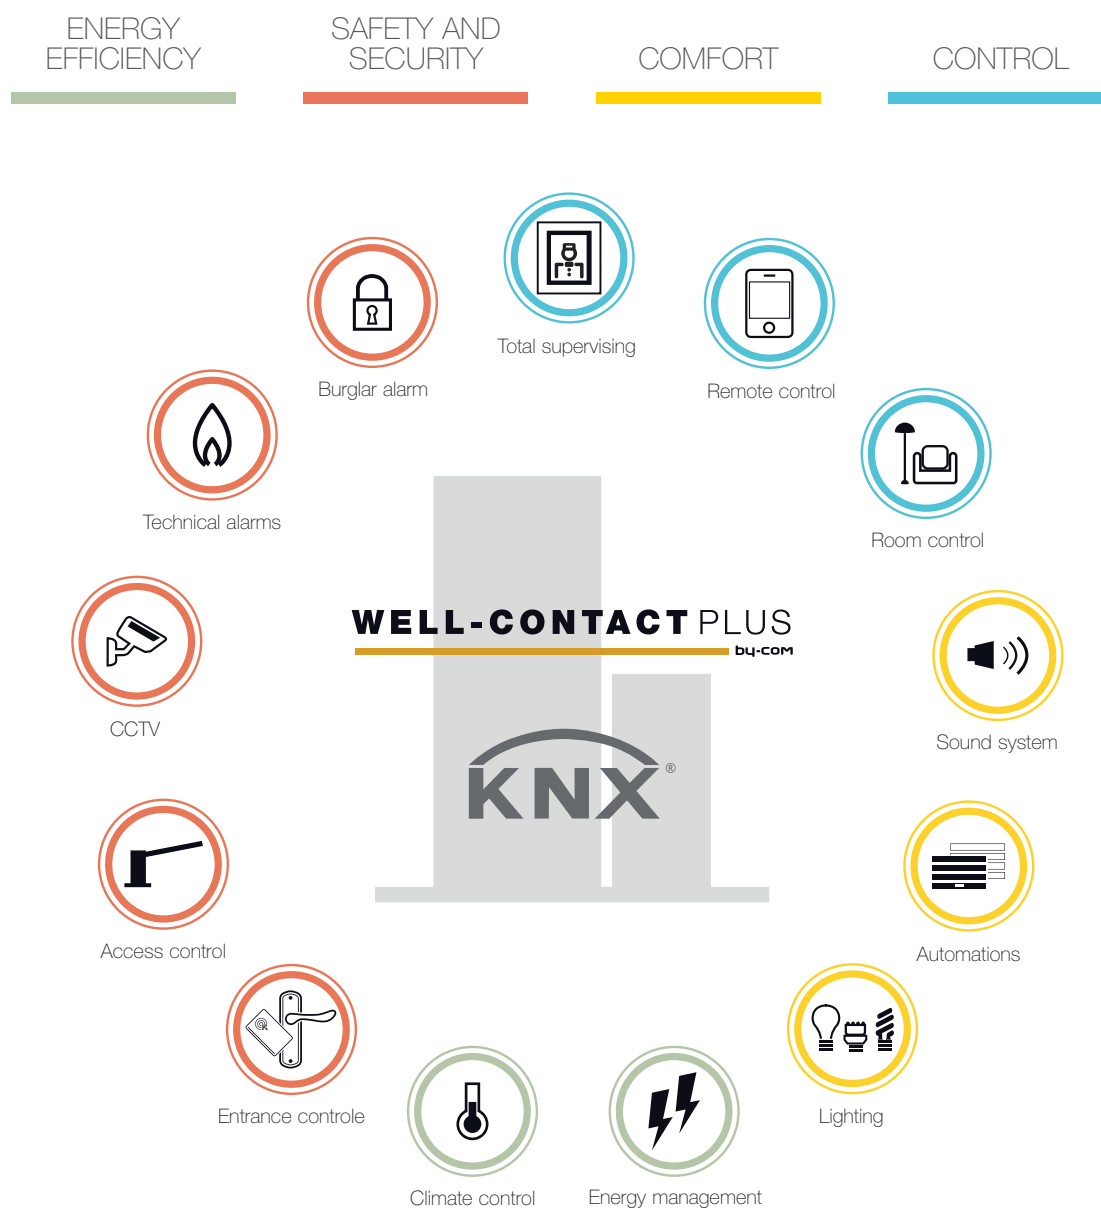 ENERGY
EFFICIENCY
SAFETY AND
SECURITY
COMFORT
CONTROL
Total supervising
Burglar alarm
Remote control
Technical alarms
Room control
WELL-CONTACT PLUS
by-com
CCTV
Sound system
KNX®
Access control
Automations
Entrance controle
Lighting
Climate control
Energy management